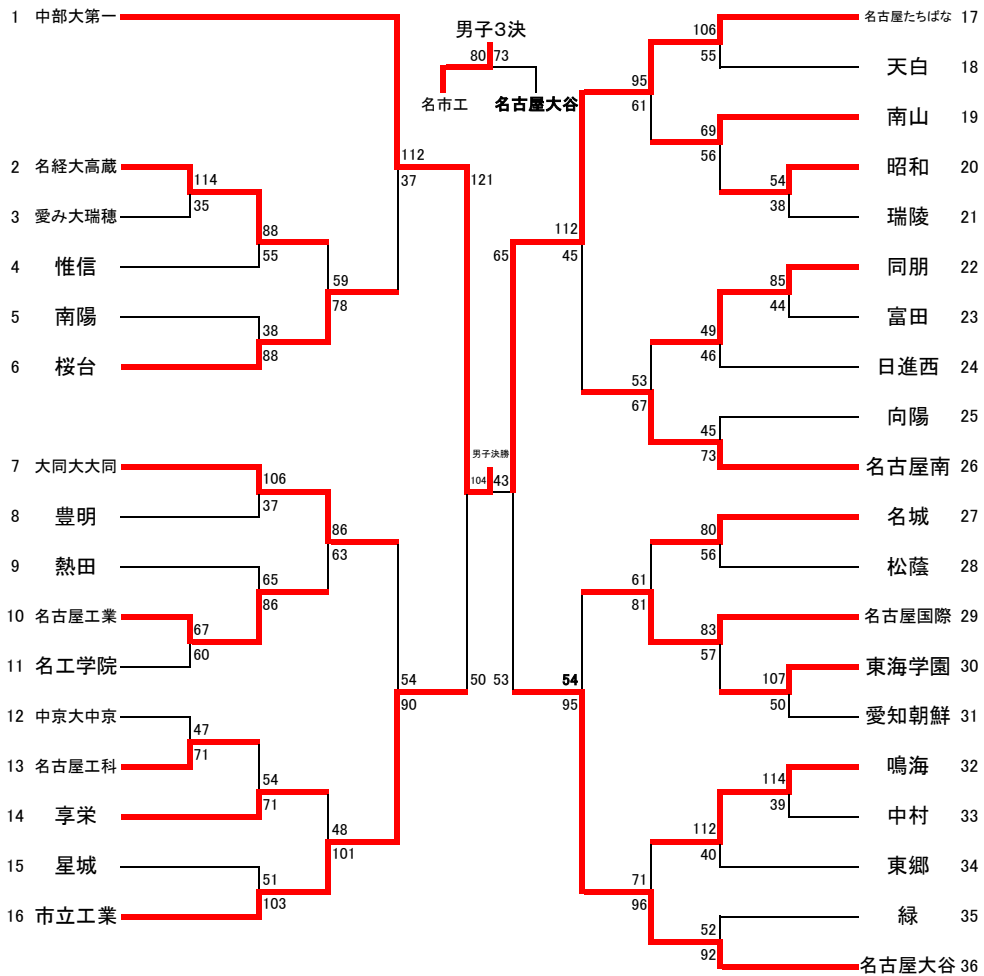 男子3決
80 73
名市工 名古屋大谷
1 中部大第一
2 名経大高蔵
3 愛み大瑞穂
4 惟信
5 南陽
6 桜台
7 大同大大同
8 豊明
9 熱田
10 名古屋工業
11 名工学院
12 中京大中京
13 名古屋工科
14 享栄
15 星城
16 市立工業
114
35
88
55
38
88
59
78
112
37
106
37
65
86
67
60
86
63
47
71
54
71
51
103
48
101
54
90
121
50
男子決勝
104 43
65
53
112
45
54
95
95
61
53
67
61
81
71
96
106
55
69
56
54
38
85
44
49
46
45
73
80
56
83
57
107
50
114
39
112
40
52
92
名古屋たちばな 17
天白 18
南山 19
昭和 20
瑞陵 21
同朋 22
富田 23
日進西 24
向陽 25
名古屋南 26
名城 27
松蔭 28
名古屋国際 29
東海学園 30
愛知朝鮮 31
鳴海 32
中村 33
東郷 34
緑 35
名古屋大谷 36